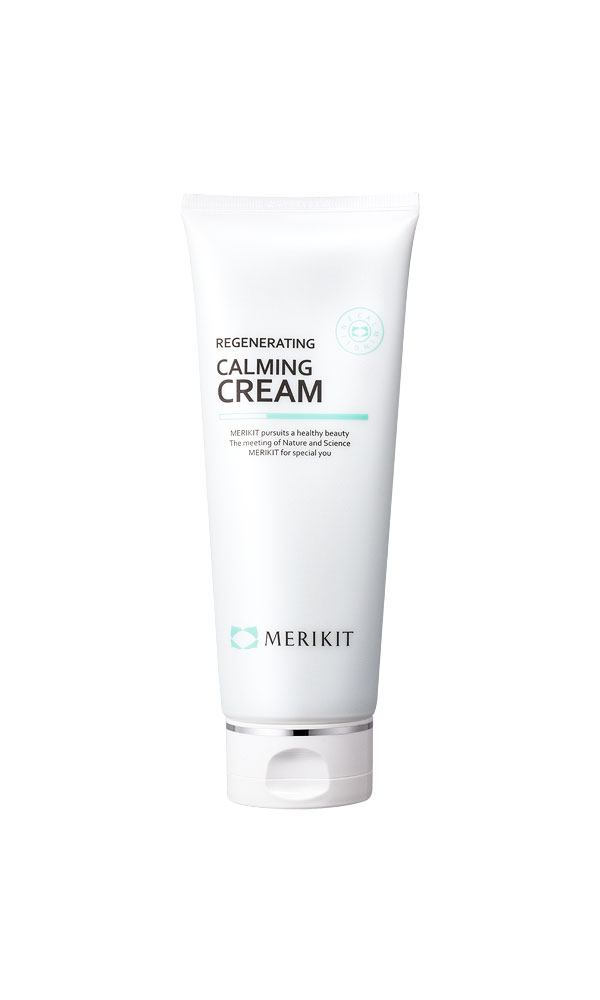 REGENERATING
CALMING
CREAM
MERIKIT pursuits a healthy beauty
The meeting of Nature and Science
MERIKIT for special you
MERIKIT